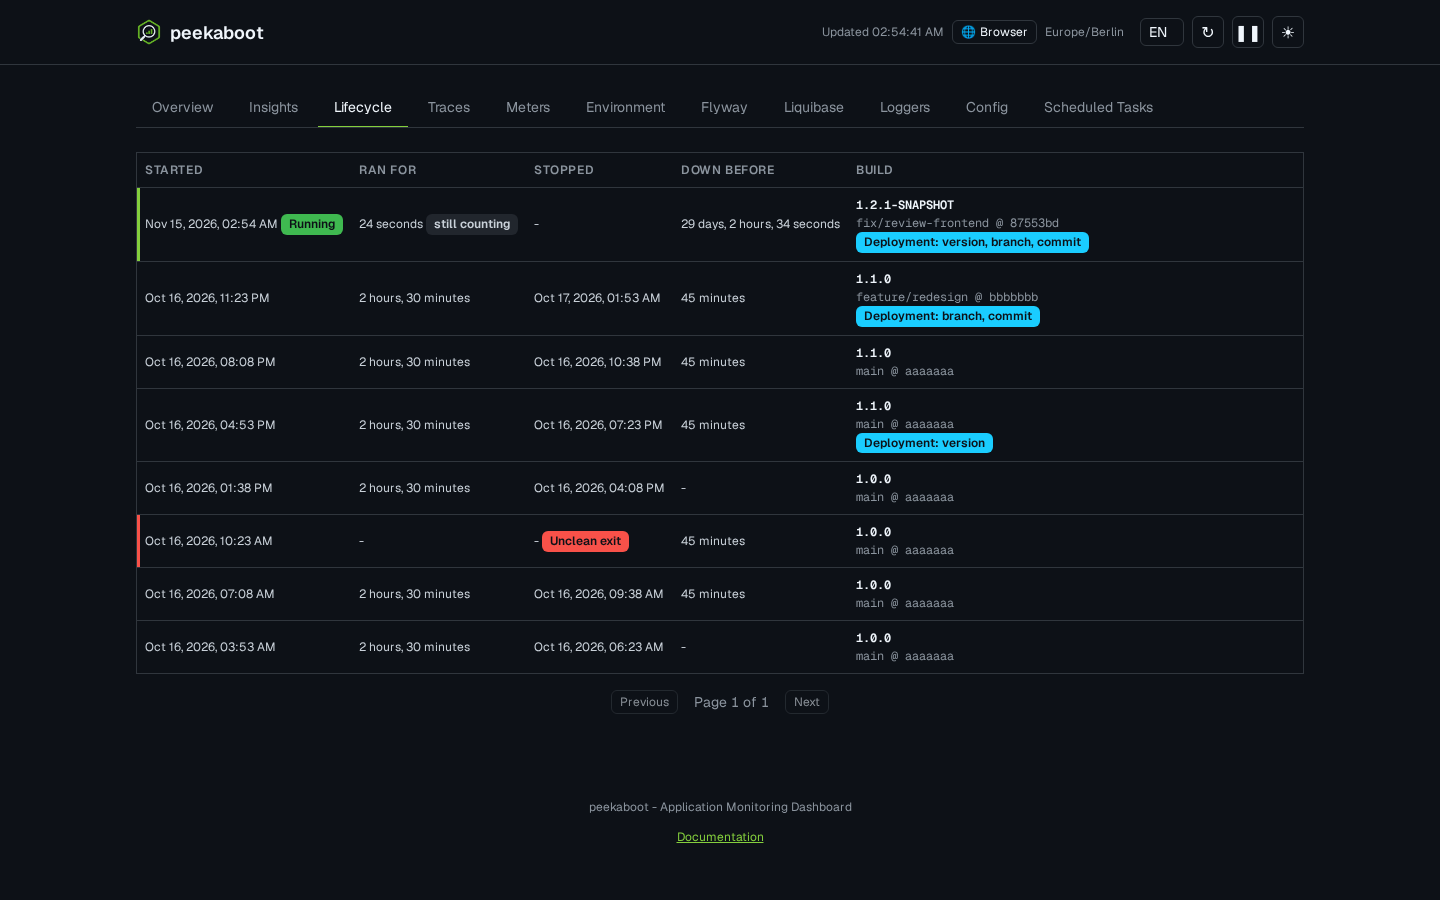 peekaboot
Updated 02:54:41 AM 🌐 Browser Europe/Berlin EN ↻ ❚❚ ☀
Overview Insights Lifecycle Traces Meters Environment Flyway Liquibase Loggers Config Scheduled Tasks
STARTED RAN FOR STOPPED DOWN BEFORE BUILD
1.2.1-SNAPSHOT
Nov 15, 2026, 02:54 AM Running 24 seconds still counting - 29 days, 2 hours, 34 seconds fix/review-frontend @ 87553bd
Deployment: version, branch, commit
1.1.0
Oct 16, 2026, 11:23 PM 2 hours, 30 minutes Oct 17, 2026, 01:53 AM 45 minutes feature/redesign @ bbbbbbb
Deployment: branch, commit
1.1.0
Oct 16, 2026, 08:08 PM 2 hours, 30 minutes Oct 16, 2026, 10:38 PM 45 minutes
main @ aaaaaaa
1.1.0
Oct 16, 2026, 04:53 PM 2 hours, 30 minutes Oct 16, 2026, 07:23 PM 45 minutes main @ aaaaaaa
Deployment: version
1.0.0
Oct 16, 2026, 01:38 PM 2 hours, 30 minutes Oct 16, 2026, 04:08 PM -
main @ aaaaaaa
1.0.0
Oct 16, 2026, 10:23 AM - - Unclean exit 45 minutes
main @ aaaaaaa
1.0.0
Oct 16, 2026, 07:08 AM 2 hours, 30 minutes Oct 16, 2026, 09:38 AM 45 minutes
main @ aaaaaaa
1.0.0
Oct 16, 2026, 03:53 AM 2 hours, 30 minutes Oct 16, 2026, 06:23 AM -
main @ aaaaaaa
Previous Page 1 of 1 Next
peekaboot - Application Monitoring Dashboard
Documentation